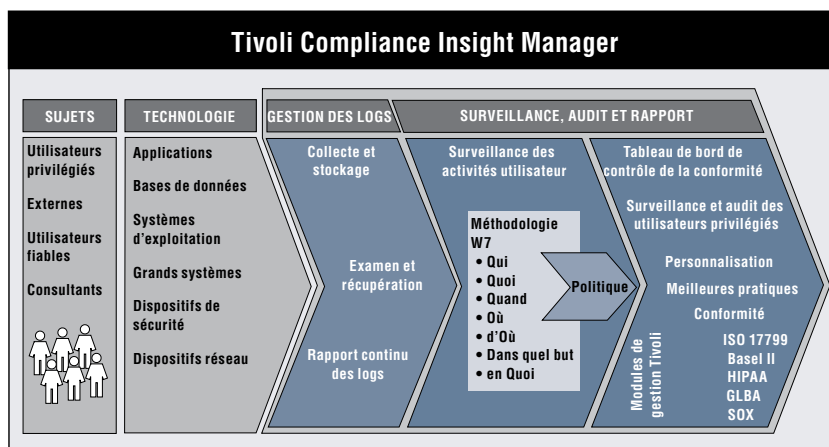 Tivoli Compliance Insight Manager
SUJETS
Utilisateurs
privilégiés
Externes
Utilisateurs
fiables
Consultants
TECHNOLOGIE
Applications
Bases de données
Systèmes
d'exploitation
Grands systèmes
Dispositifs de
sécurité
Dispositifs réseau
GESTION DES LOGS
Collecte et
stockage
Examen et
récupération
Rapport continu
des logs
SURVEILLANCE, AUDIT ET RAPPORT
Surveillance des
activités utilisateur
Méthodologie
W7
• Qui
• Quoi
• Quand
• Où
• d'Où
• Dans quel but
• en Quoi
Politique
Tableau de bord de
contrôle de la conformité
Surveillance et audit des
utilisateurs privilégiés
Personnalisation
Meilleures pratiques
Conformité
Modules de
gestion Tivoli
ISO 17799
Basel II
HIPAA
GLBA
SOX